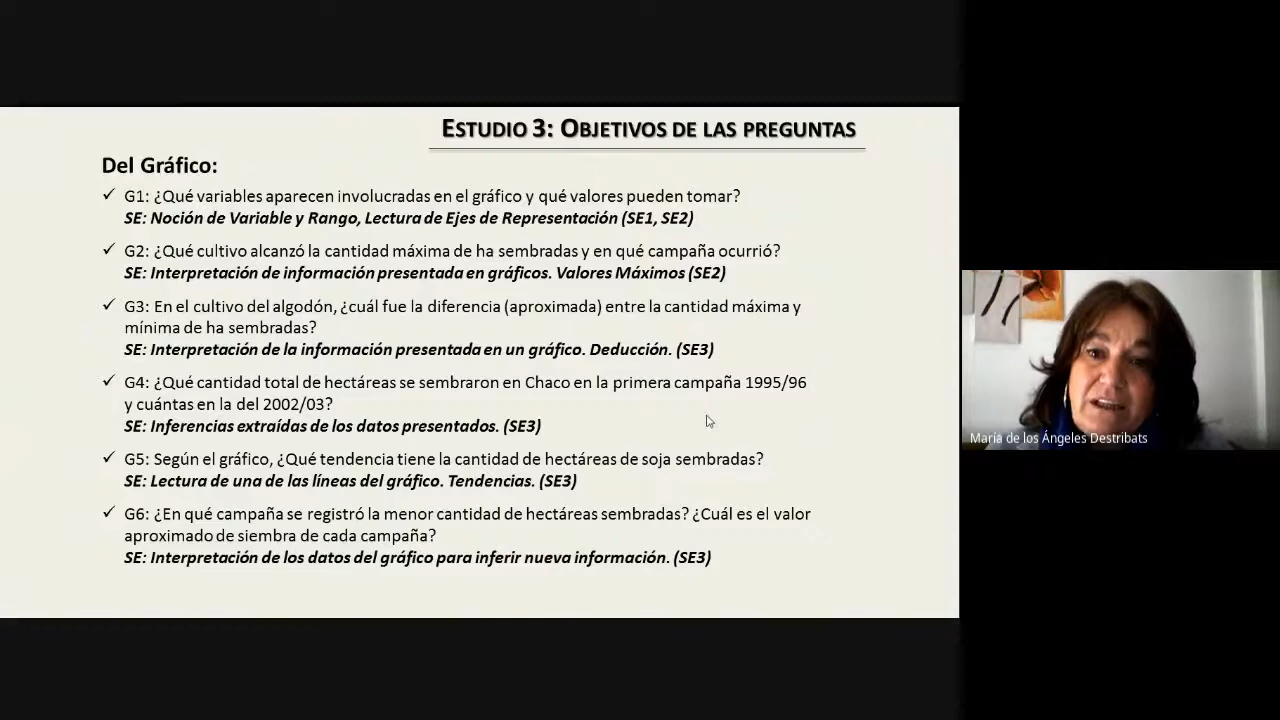 ESTUDIO 3: OBJETIVOS DE LAS PREGUNTAS
Del Gráfico:
✓ G1: ¿Qué variables aparecen involucradas en el gráfico y qué valores pueden tomar?
SE: Noción de Variable y Rango, Lectura de Ejes de Representación (SE1, SE2)
✓ G2: ¿Qué cultivo alcanzó la cantidad máxima de ha sembradas y en qué campaña ocurrió?
SE: Interpretación de información presentada en gráficos. Valores Máximos (SE2)
✓ G3: En el cultivo del algodón, ¿cuál fue la diferencia (aproximada) entre la cantidad máxima y
mínima de ha sembradas?
SE: Interpretación de la información presentada en un gráfico. Deducción. (SE3)
✓ G4: ¿Qué cantidad total de hectáreas se sembraron en Chaco en la primera campaña 1995/96
y cuántas en la del 2002/03?
SE: Inferencias extraídas de los datos presentados. (SE3)
✓ G5: Según el gráfico, ¿Qué tendencia tiene la cantidad de hectáreas de soja sembradas?
SE: Lectura de una de las líneas del gráfico. Tendencias. (SE3)
✓ G6: ¿En qué campaña se registró la menor cantidad de hectáreas sembradas? ¿Cuál es el valor
aproximado de siembra de cada campaña?
SE: Interpretación de los datos del gráfico para inferir nueva información. (SE3)
María de los Ángeles Destribats